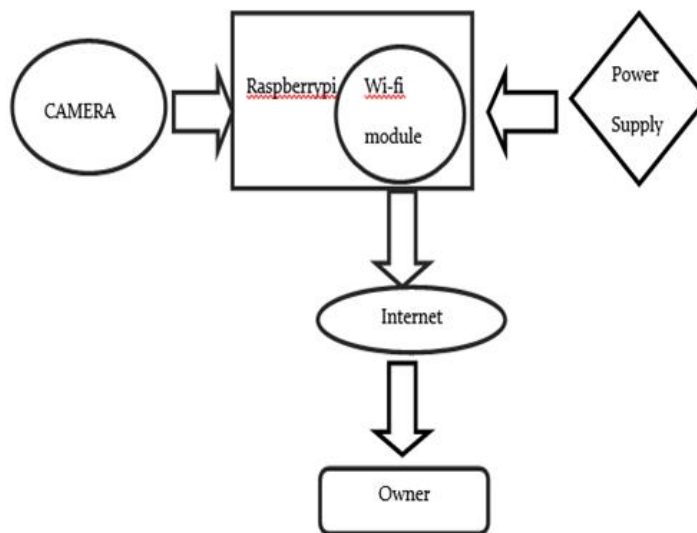 CAMERA
Raspberrypi
Wi-fi
module
Power
Supply
Internet
Owner